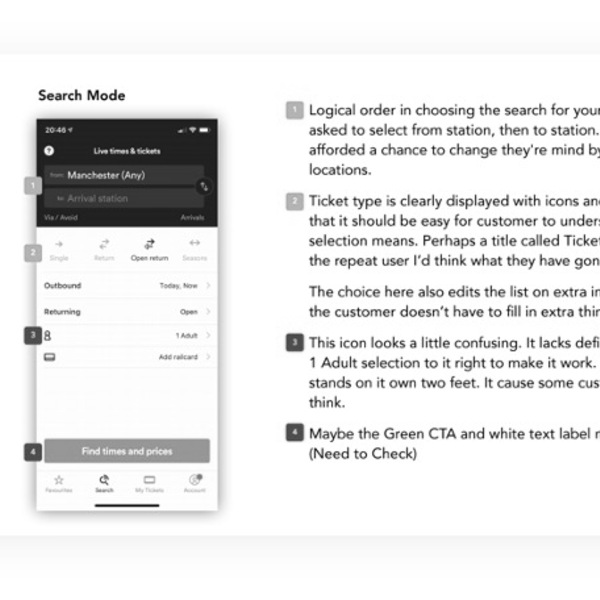 Search Mode
20:46
Live times & tickets
from: Manchester (Any)
to: Arrival station
Via / Avoid Arrivals
Single Return Open return Seasons
Outbound Today, Now
Returning Open
1 Adult
Add railcard
Find times and prices
Favourites Search My Tickets Account
1
2
3
4
1 Logical order in choosing the search for your
asked to select from station, then to station.
afforded a chance to change they're mind by
locations.
2 Ticket type is clearly displayed with icons and
that it should be easy for customer to unders
selection means. Perhaps a title called Ticket
the repeat user I'd think what they have gon
The choice here also edits the list on extra in
the customer doesn't have to fill in extra thin
3 This icon looks a little confusing. It lacks defi
1 Adult selection to it right to make it work.
stands on it own two feet. It cause some cus
think.
4 Maybe the Green CTA and white text label
(Need to Check)